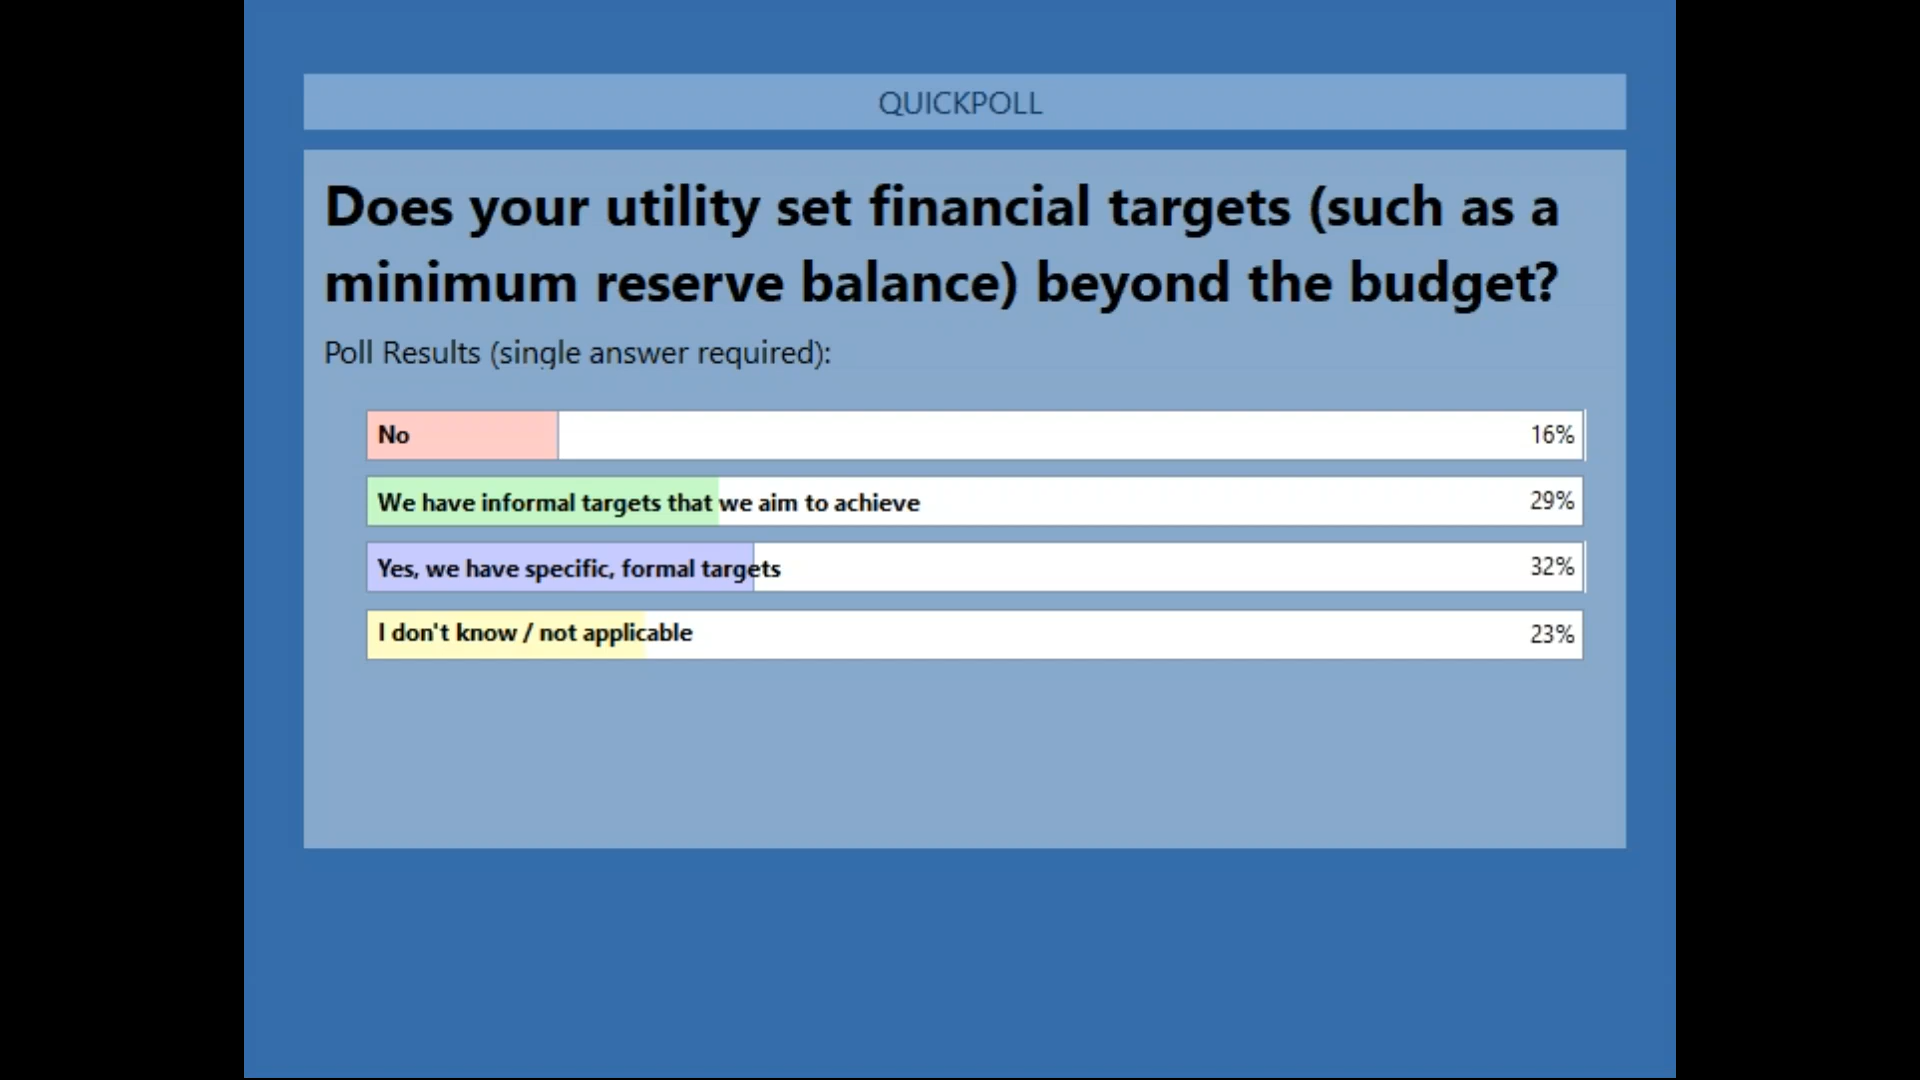 QUICKPOLL
Does your utility set financial targets (such as a
minimum reserve balance) beyond the budget?
Poll Results (single answer required):
No 16%
We have informal targets that we aim to achieve 29%
Yes, we have specific, formal targets 32%
I don't know / not applicable 23%